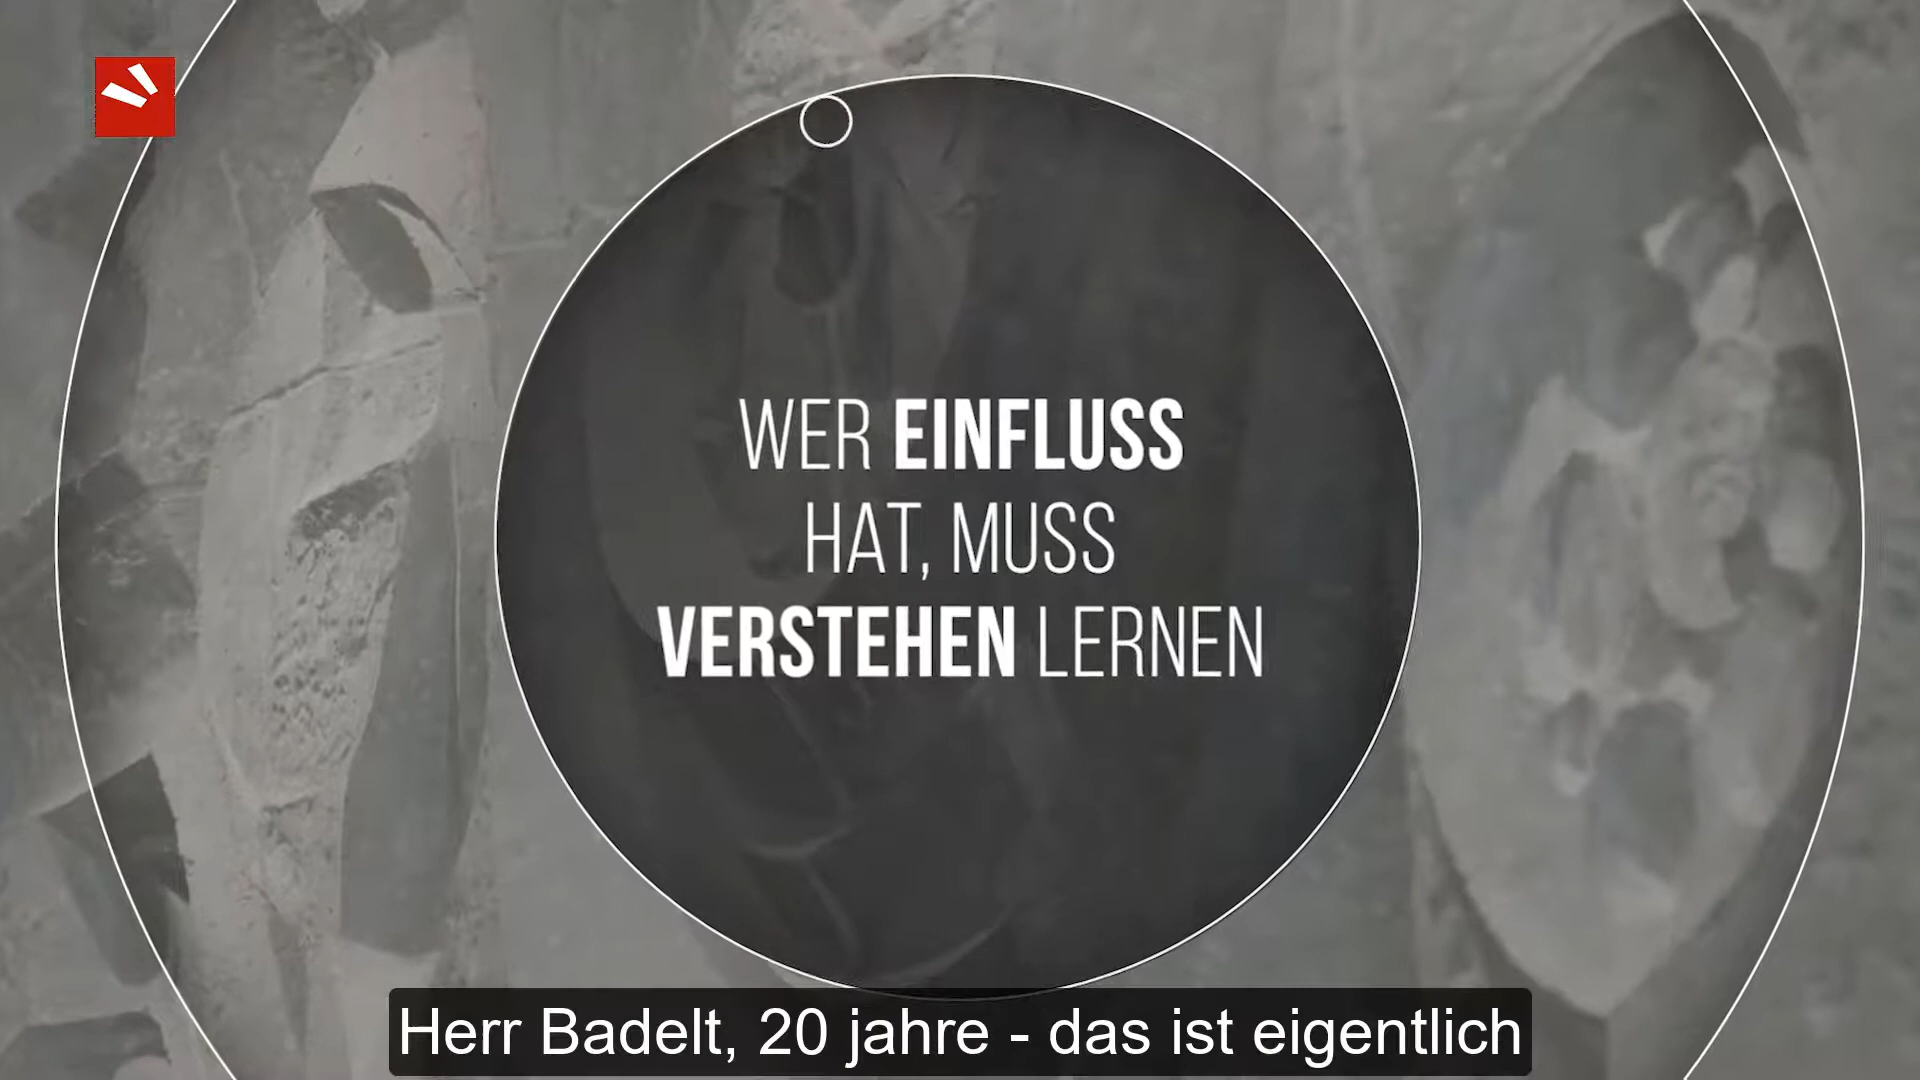 WER EINFLUSS
HAT, MUSS
VERSTEHEN LERNEN
Herr Badelt, 20 jahre - das ist eigentlich